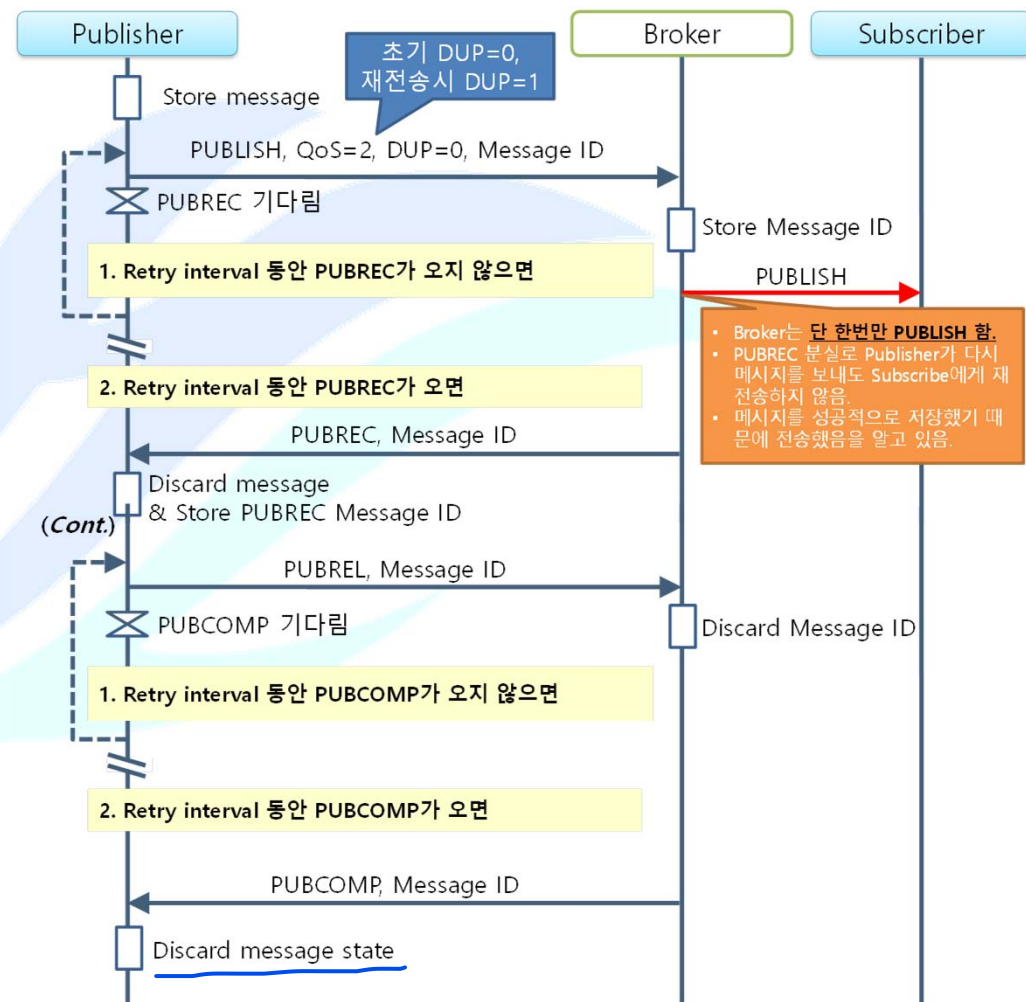 Publisher
Broker
Subscriber
초기 DUP=0,
재전송시 DUP=1
Store message
PUBLISH, QoS=2, DUP=0, Message ID
PUBREC 기다림
Store Message ID
1. Retry interval 동안 PUBREC가 오지 않으면
PUBLISH
• Broker는 단 한번만 PUBLISH 함.
• PUBREC 분실로 Publisher가 다시
메시지를 보내도 Subscribe에게 재
전송하지 않음.
• 메시지를 성공적으로 저장했기 때
문에 전송했음을 알고 있음.
2. Retry interval 동안 PUBREC가 오면
PUBREC, Message ID
Discard message
& Store PUBREC Message ID
(Cont.)
PUBREL, Message ID
PUBCOMP 기다림
Discard Message ID
1. Retry interval 동안 PUBCOMP가 오지 않으면
2. Retry interval 동안 PUBCOMP가 오면
PUBCOMP, Message ID
Discard message state